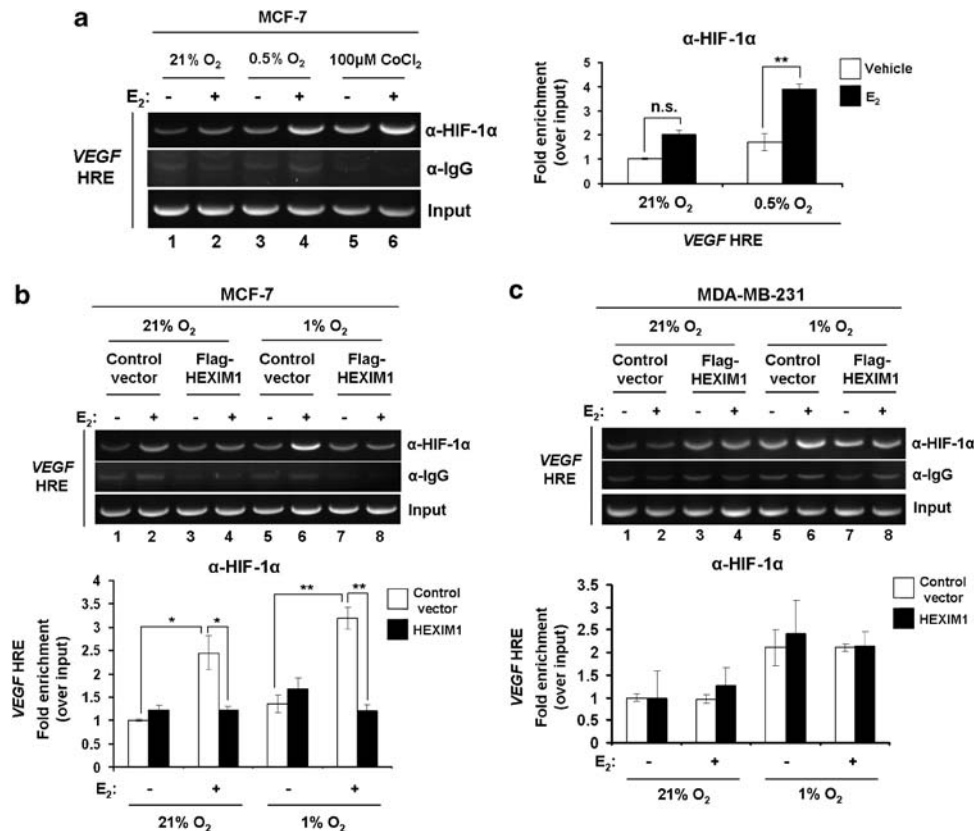 a
MCF-7
21% O₂ 0.5% O₂ 100μM CoCl₂
E₂: - + - + - +
VEGF HRE
α-HIF-1α
α-IgG
Input
1 2 3 4 5 6
α-HIF-1α
Fold enrichment (over input)
5
4
3
2
1
0
n.s.
**
Vehicle
E₂
21% O₂ 0.5% O₂
VEGF HRE
b
MCF-7
21% O₂ 1% O₂
Control vector Flag-HEXIM1 Control vector Flag-HEXIM1
E₂: - + - + - + - +
VEGF HRE
α-HIF-1α
α-IgG
Input
1 2 3 4 5 6 7 8
α-HIF-1α
VEGF HRE
Fold enrichment (over input)
4
3.5
3
2.5
2
1.5
1
0.5
0
* * ** **
Control vector
HEXIM1
E₂: - + - +
21% O₂ 1% O₂
c
MDA-MB-231
21% O₂ 1% O₂
Control vector Flag-HEXIM1 Control vector Flag-HEXIM1
E₂: - + - + - + - +
VEGF HRE
α-HIF-1α
α-IgG
Input
1 2 3 4 5 6 7 8
α-HIF-1α
VEGF HRE
Fold enrichment (over input)
4
3.5
3
2.5
2
1.5
1
0.5
0
Control vector
HEXIM1
E₂: - + - +
21% O₂ 1% O₂